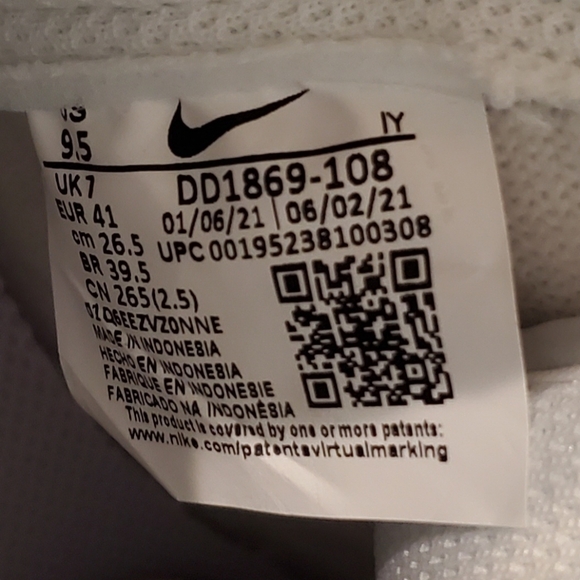 US
9.5
IY
UK 7
EUR 41
cm 26.5
BR 39.5
CN 265(2.5)
DD1869-108
01/06/21 | 06/02/21
UPC 00195238100308
MADE IN INDONESIA
HECHO EN INDONESIA
FABRIQUE EN INDONESIE
FABRICADO NA INDONÉSIA
This product is covered by one or more patents:
www.nike.com/patentsvirtualmarking